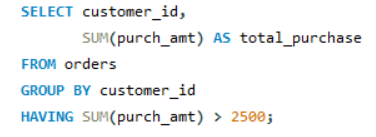 SELECT customer_id,
       SUM(purch_amt) AS total_purchase
FROM orders
GROUP BY customer_id
HAVING SUM(purch_amt) > 2500;